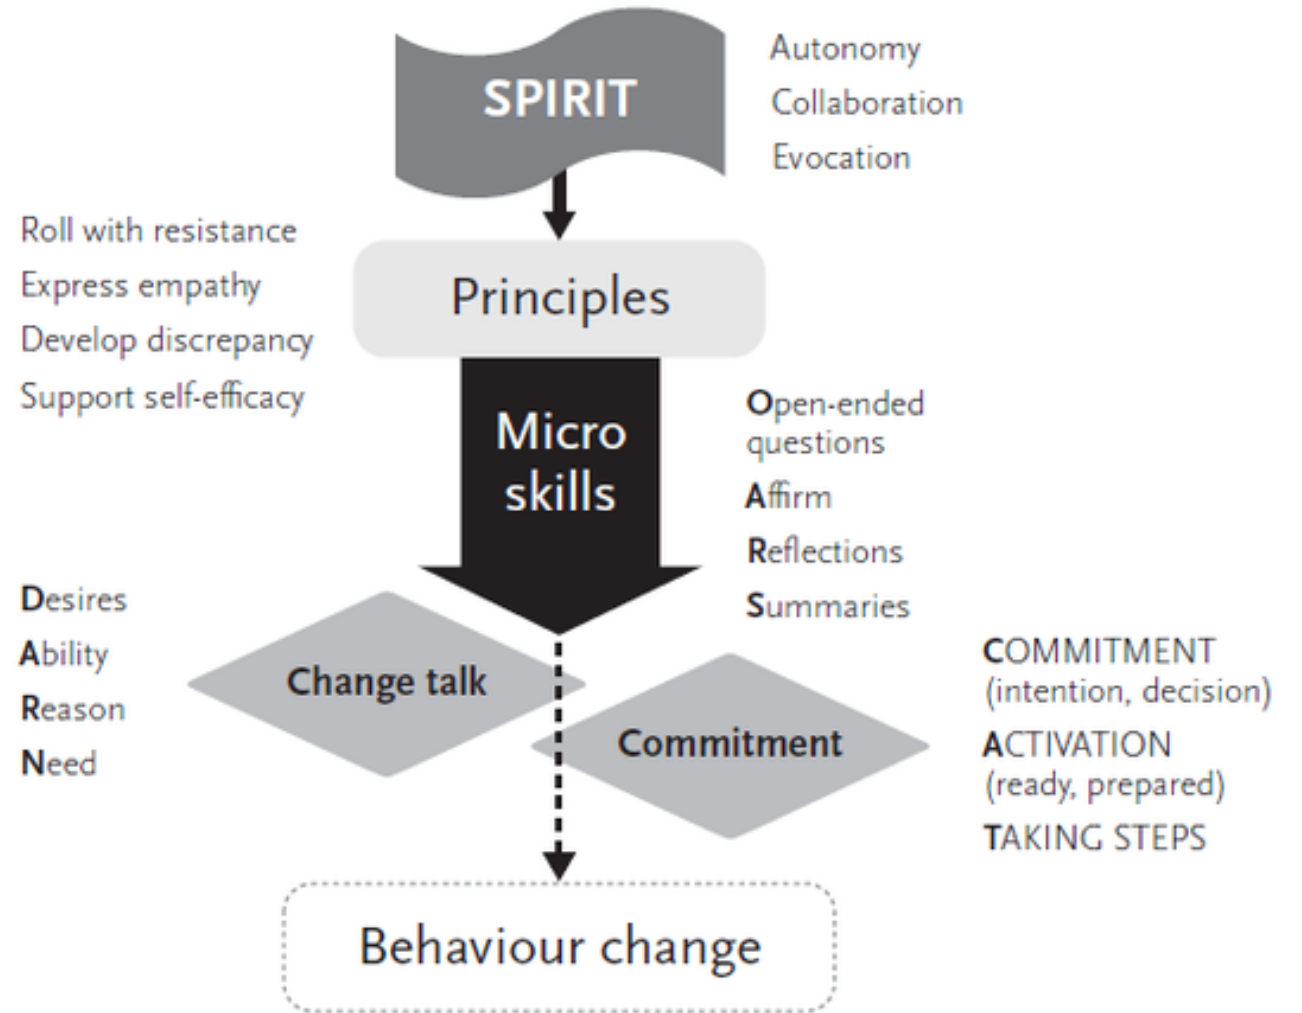 SPIRIT
Autonomy
Collaboration
Evocation
Roll with resistance
Express empathy
Develop discrepancy
Support self-efficacy
Principles
Micro
skills
Open-ended
questions
Affirm
Reflections
Summaries
Desires
Ability
Reason
Need
Change talk
Commitment
COMMITMENT
(intention, decision)
ACTIVATION
(ready, prepared)
TAKING STEPS
Behaviour change